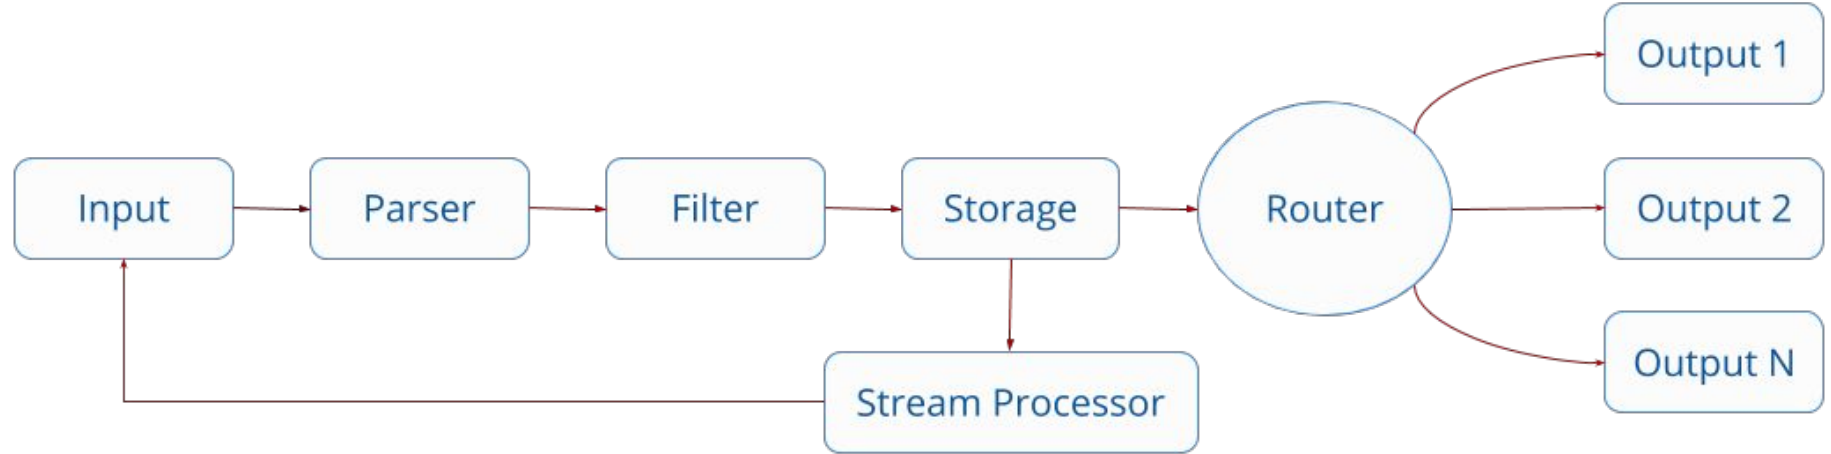 Input
Parser
Filter
Storage
Router
Output 1
Output 2
Output N
Stream Processor